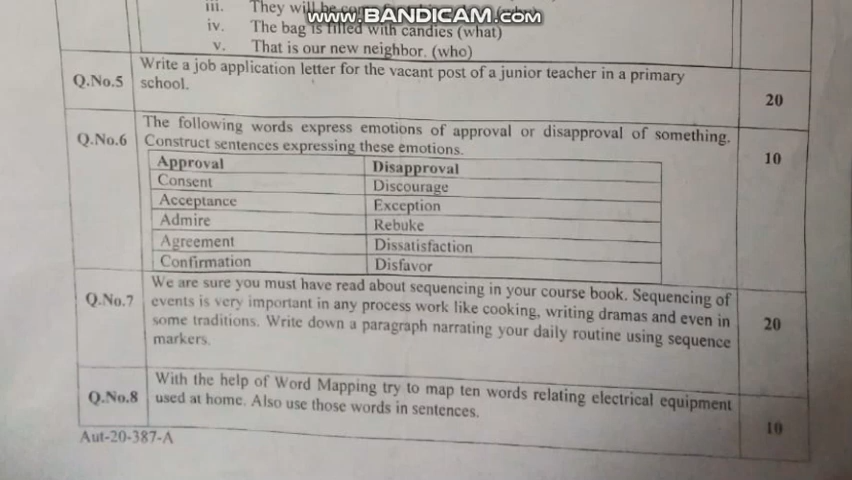 iii. They will be
WWW.BANDICAM.COM
iv. The bag is filled with candies (what)
v. That is our new neighbor. (who)
Q.No.5 Write a job application letter for the vacant post of a junior teacher in a primary
school. 20
Q.No.6 The following words express emotions of approval or disapproval of something.
Construct sentences expressing these emotions. 10
Approval Disapproval
Consent Discourage
Acceptance Exception
Admire Rebuke
Agreement Dissatisfaction
Confirmation Disfavor
Q.No.7 We are sure you must have read about sequencing in your course book. Sequencing of
events is very important in any process work like cooking, writing dramas and even in
some traditions. Write down a paragraph narrating your daily routine using sequence 20
markers.
Q.No.8 With the help of Word Mapping try to map ten words relating electrical equipment
used at home. Also use those words in sentences. 10
Aut-20-387-A